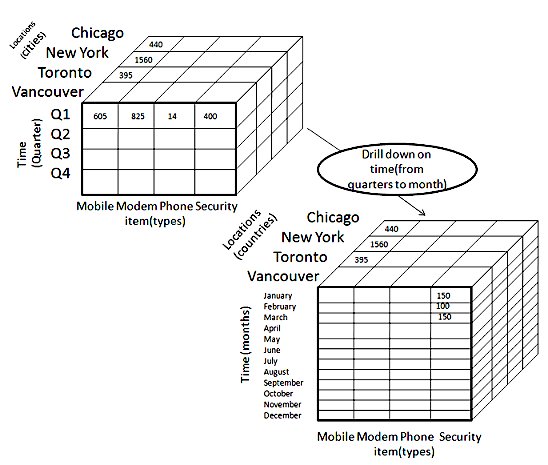 Locations
(cities)
Chicago
New York
Toronto
Vancouver
440
1560
395
Time
(Quarter)
Q1
Q2
Q3
Q4
605 825 14 400
Mobile Modem Phone Security
item(types)
Drill down on
time(from
quarters to month)
Locations
(countries)
Chicago
New York
Toronto
Vancouver
440
1560
395
Time (months)
January 150
February 100
March 150
April
May
June
July
August
September
October
November
December
Mobile Modem Phone Security
item(types)